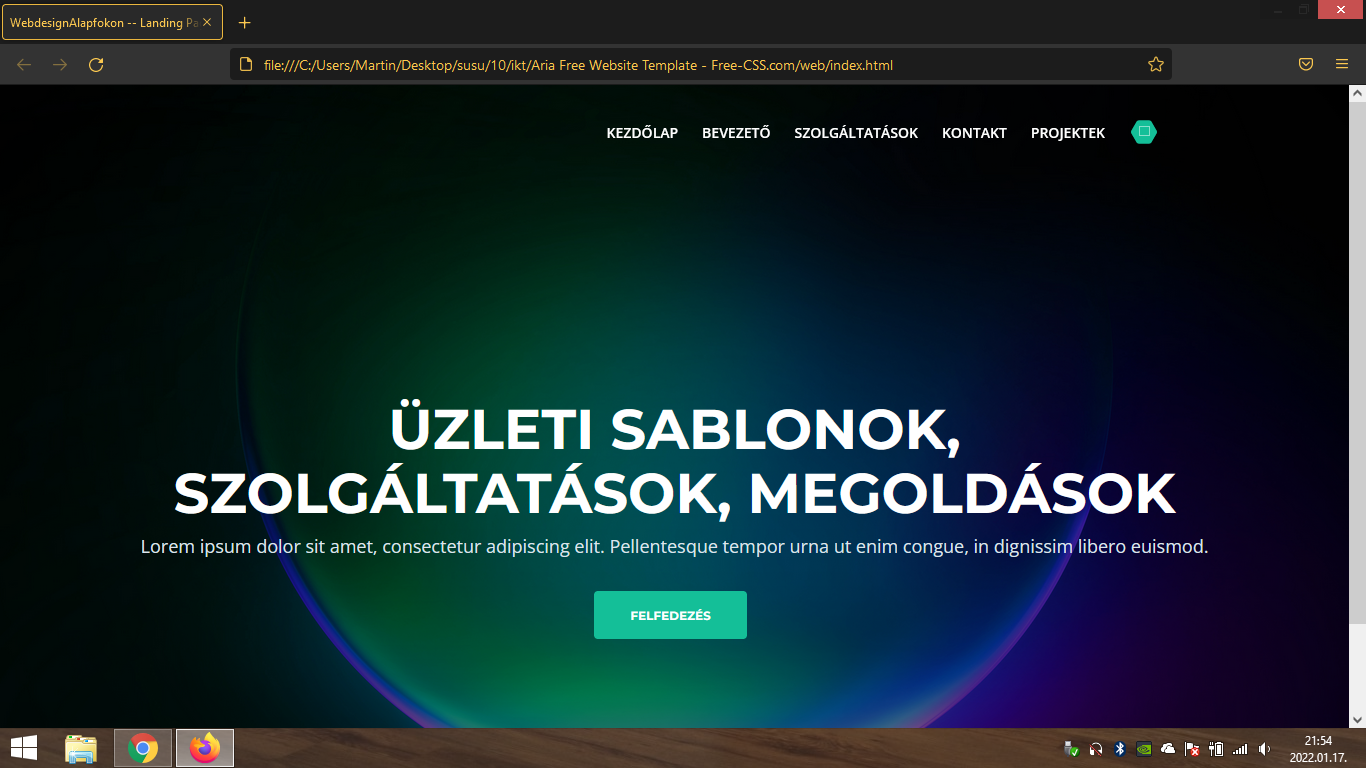 WebdesignAlapfokon -- Landing Pa
file:///C:/Users/Martin/Desktop/susu/10/ikt/Aria Free Website Template - Free-CSS.com/web/index.html
KEZDŐLAP BEVEZETŐ SZOLGÁLTATÁSOK KONTAKT PROJEKTEK
ÜZLETI SABLONOK,
SZOLGÁLTATÁSOK, MEGOLDÁSOK
Lorem ipsum dolor sit amet, consectetur adipiscing elit. Pellentesque tempor urna ut enim congue, in dignissim libero euismod.
FELFEDEZÉS
21:54
2022.01.17.